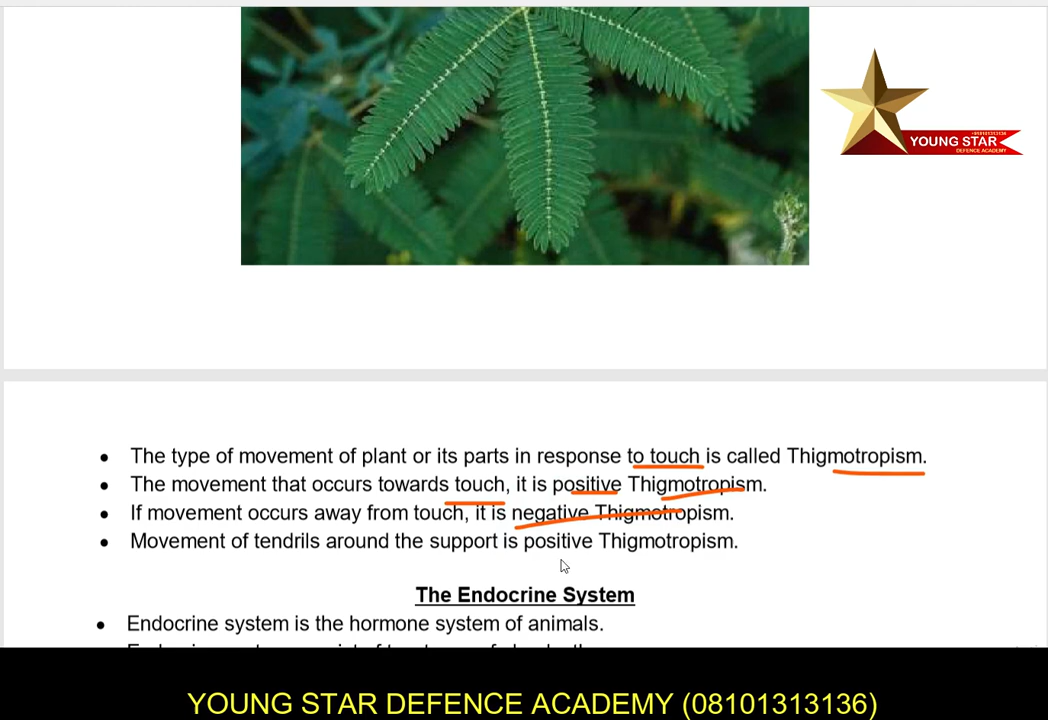 +918101313136
YOUNG STAR
DEFENCE ACADEMY
• The type of movement of plant or its parts in response to touch is called Thigmotropism.
• The movement that occurs towards touch, it is positive Thigmotropism.
• If movement occurs away from touch, it is negative Thigmotropism.
• Movement of tendrils around the support is positive Thigmotropism.
The Endocrine System
• Endocrine system is the hormone system of animals.
YOUNG STAR DEFENCE ACADEMY (08101313136)